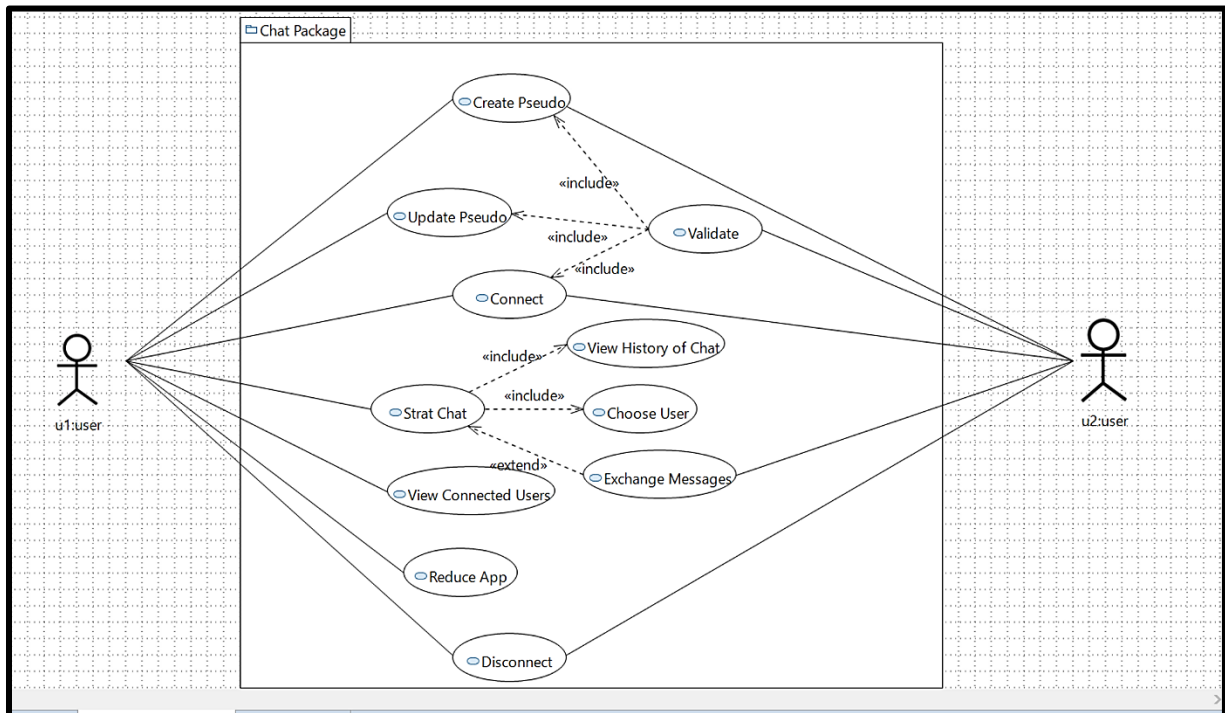 Chat Package
Create Pseudo
«include»
Update Pseudo
Validate
«include»
«include»
Connect
View History of Chat
«include»
«include»
Strat Chat
Choose User
u1:user
u2:user
«extend»
Exchange Messages
View Connected Users
Reduce App
Disconnect